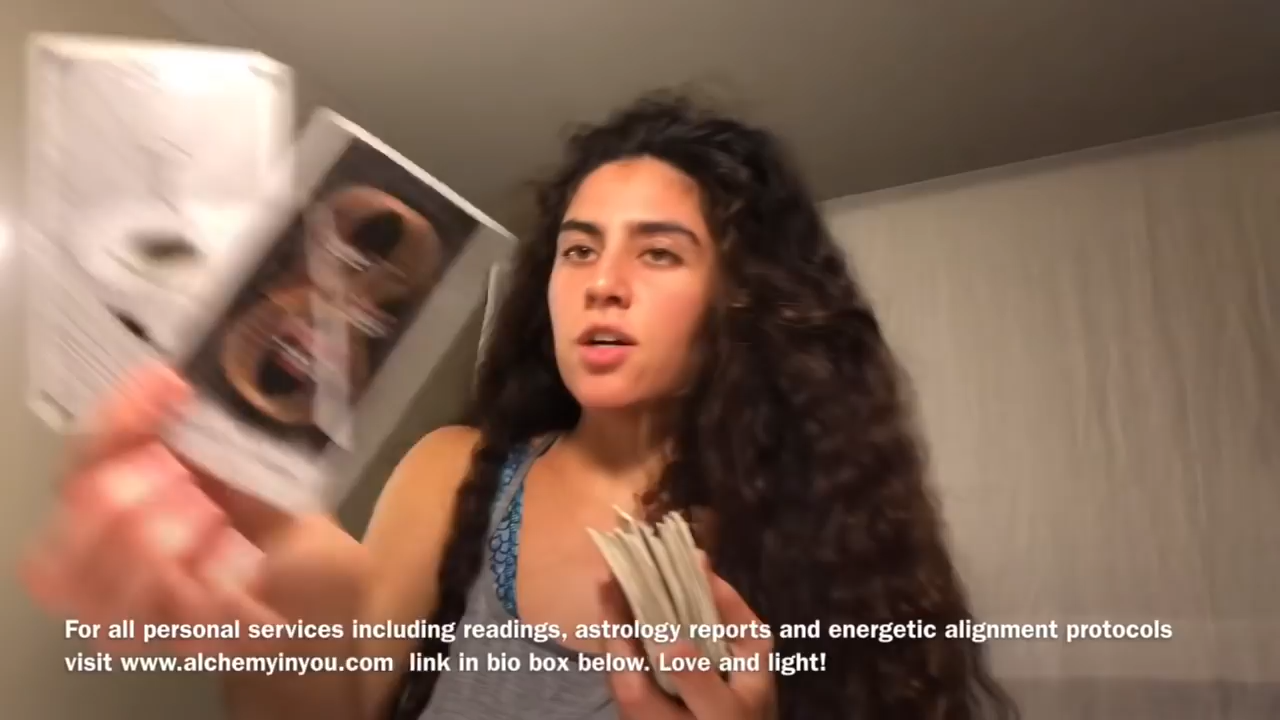 For all personal services including readings, astrology reports and energetic alignment protocols
visit www.alchemyinyou.com link in bio box below. Love and light!